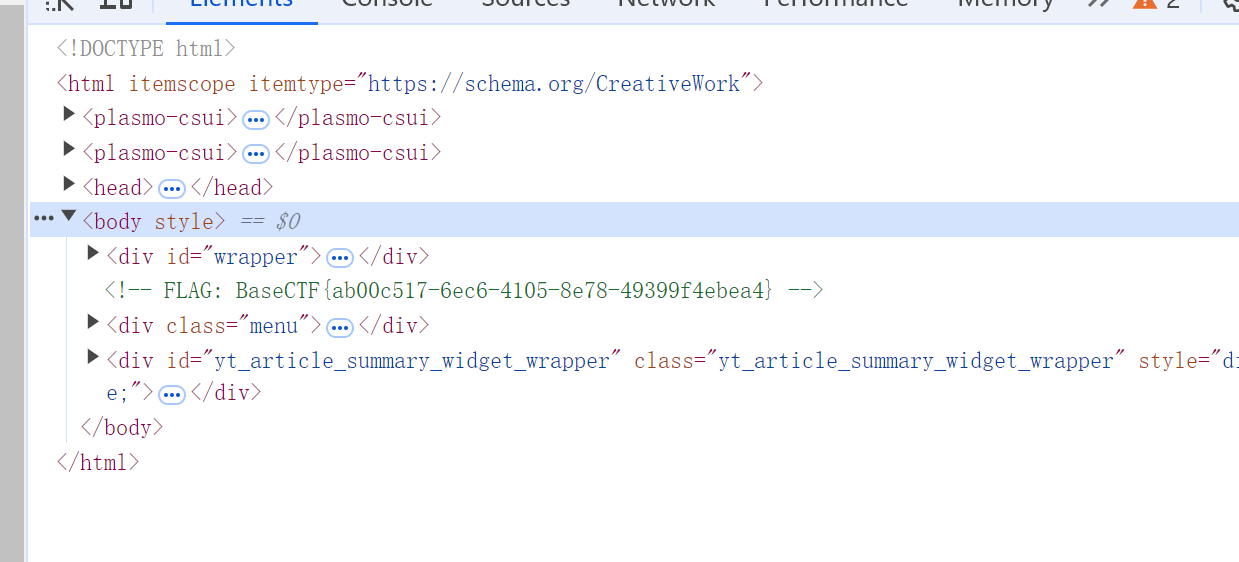 Elements Console Sources Network Performance Memory 2
<!DOCTYPE html>
<html itemscope itemtype="https://schema.org/CreativeWork">
<plasmo-csui>…</plasmo-csui>
<plasmo-csui>…</plasmo-csui>
<head>…</head>
<body style> == $0
<div id="wrapper">…</div>
<!-- FLAG: BaseCTF{ab00c517-6ec6-4105-8e78-49399f4ebea4} -->
<div class="menu">…</div>
<div id="yt_article_summary_widget_wrapper" class="yt_article_summary_widget_wrapper" style="di
e;">…</div>
</body>
</html>